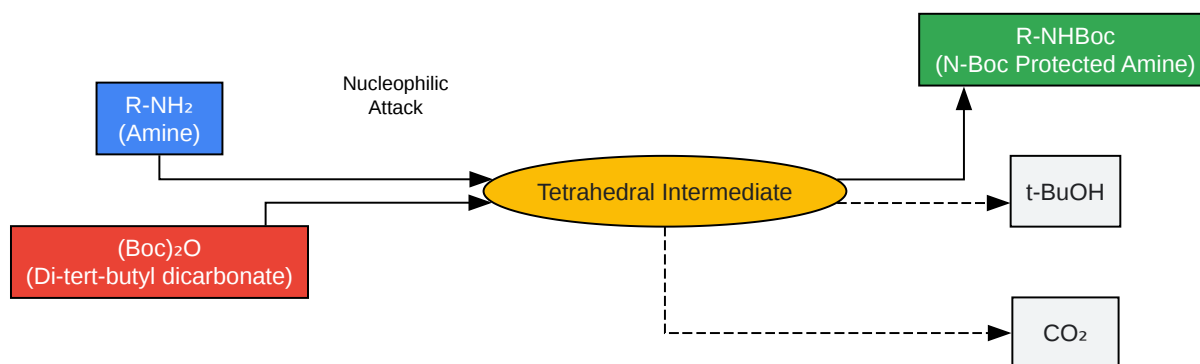 R-NH₂
(Amine)
(Boc)₂O
(Di-tert-butyl dicarbonate)
Nucleophilic
Attack
Tetrahedral Intermediate
R-NHBoc
(N-Boc Protected Amine)
t-BuOH
CO₂